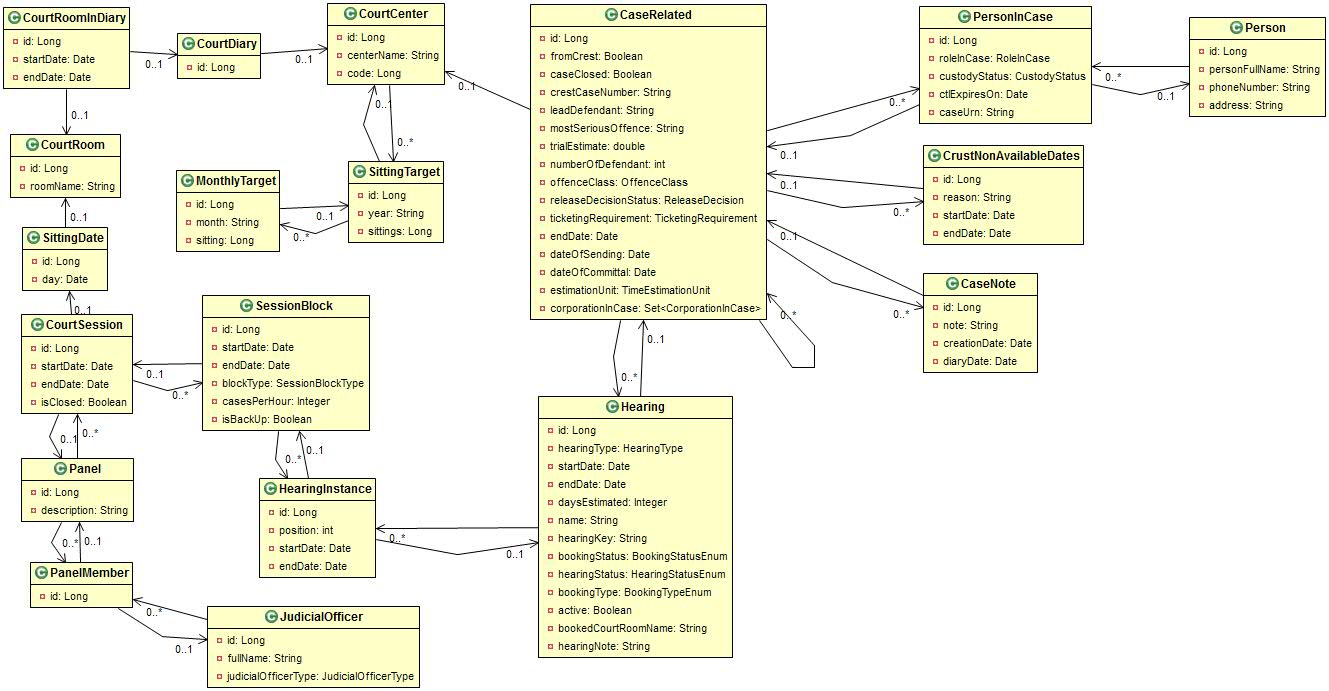 CourtRoomInDiary
id: Long
startDate: Date
endDate: Date
0..1
0..1
CourtDiary
id: Long
0..1
CourtCenter
id: Long
centerName: String
code: Long
0..1
0..*
0..1
CourtRoom
id: Long
roomName: String
0..1
MonthlyTarget
id: Long
month: String
sitting: Long
0..1
0..*
SittingTarget
id: Long
year: String
sittings: Long
SittingDate
id: Long
day: Date
0..1
CourtSession
id: Long
startDate: Date
endDate: Date
isClosed: Boolean
0..1
0..*
0..1
0..*
SessionBlock
id: Long
startDate: Date
endDate: Date
blockType: SessionBlockType
casesPerHour: Integer
isBackUp: Boolean
0..*
0..1
Panel
id: Long
description: String
0..*
0..1
PanelMember
id: Long
0..*
0..1
JudicialOfficer
id: Long
fullName: String
judicialOfficerType: JudicialOfficerType
HearingInstance
id: Long
position: int
startDate: Date
endDate: Date
0..*
0..1
CaseRelated
id: Long
fromCrest: Boolean
caseClosed: Boolean
crestCaseNumber: String
leadDefendant: String
mostSeriousOffence: String
trialEstimate: double
numberOfDefendant: int
offenceClass: OffenceClass
releaseDecisionStatus: ReleaseDecision
ticketingRequirement: TicketingRequirement
endDate: Date
dateOfSending: Date
dateOfCommittal: Date
estimationUnit: TimeEstimationUnit
corporationInCase: Set<CorporationInCase>
0..*
0..1
0..1
0..*
0..1
0..*
0..*
0..*
0..1
Hearing
id: Long
hearingType: HearingType
startDate: Date
endDate: Date
daysEstimated: Integer
name: String
hearingKey: String
bookingStatus: BookingStatusEnum
hearingStatus: HearingStatusEnum
bookingType: BookingTypeEnum
active: Boolean
bookedCourtRoomName: String
hearingNote: String
PersonInCase
id: Long
roleInCase: RoleInCase
custodyStatus: CustodyStatus
ctlExpiresOn: Date
caseUrn: String
0..*
0..1
Person
id: Long
personFullName: String
phoneNumber: String
address: String
CrustNonAvailableDates
id: Long
reason: String
startDate: Date
endDate: Date
CaseNote
id: Long
note: String
creationDate: Date
diaryDate: Date